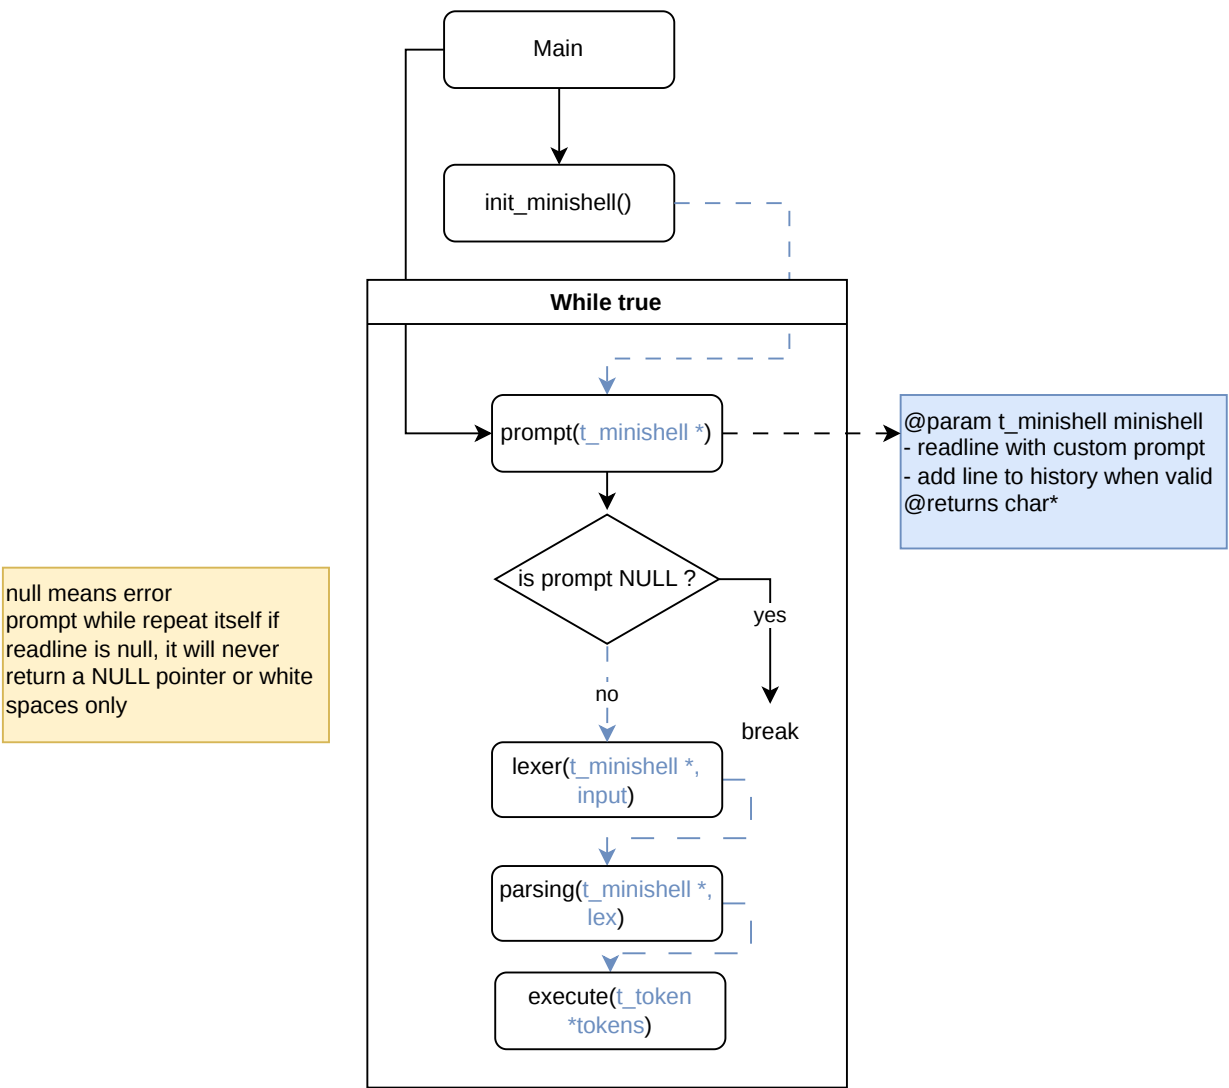 Main
init_minishell()
While true
prompt(t_minishell *)
@param t_minishell minishell
- readline with custom prompt
- add line to history when valid
@returns char*
is prompt NULL ?
yes
null means error
prompt while repeat itself if
readline is null, it will never
return a NULL pointer or white
spaces only
no
break
lexer(t_minishell *,
input)
parsing(t_minishell *,
lex)
execute(t_token
*tokens)